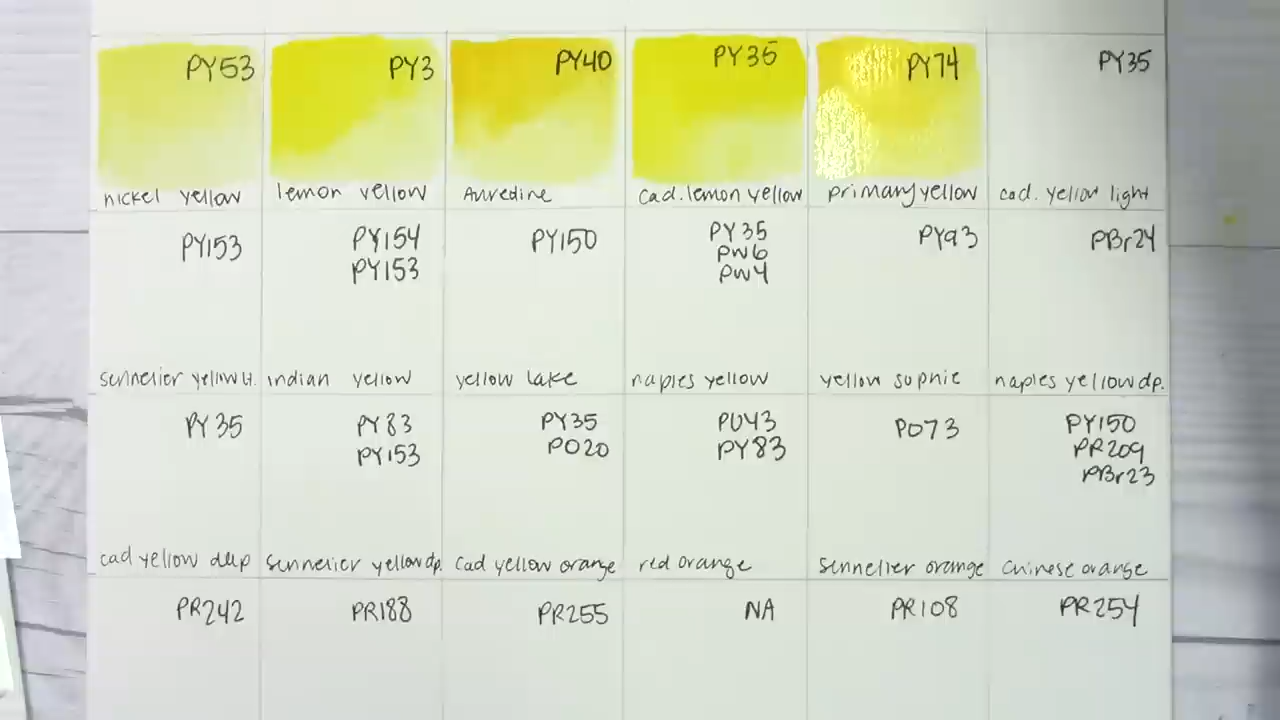 PY53 PY3 PY40 PY35 PY74 PY35
nickel yellow lemon yellow Auredine cad. lemon yellow primary yellow cad. yellow light
PY153 PY154 PY150 PY35 PY93 PBr24
PY153 PW6
PW4
sennelier yellow lt. indian yellow yellow lake naples yellow yellow sophie naples yellow dp.
PY35 PY83 PY35 PO43 PO73 PY150
PY153 PO20 PY83 PR209
PBr23
cad yellow deep sennelier yellow dp. cad yellow orange red orange sennelier orange chinese orange
PR242 PR188 PR255 NA PR108 PR254